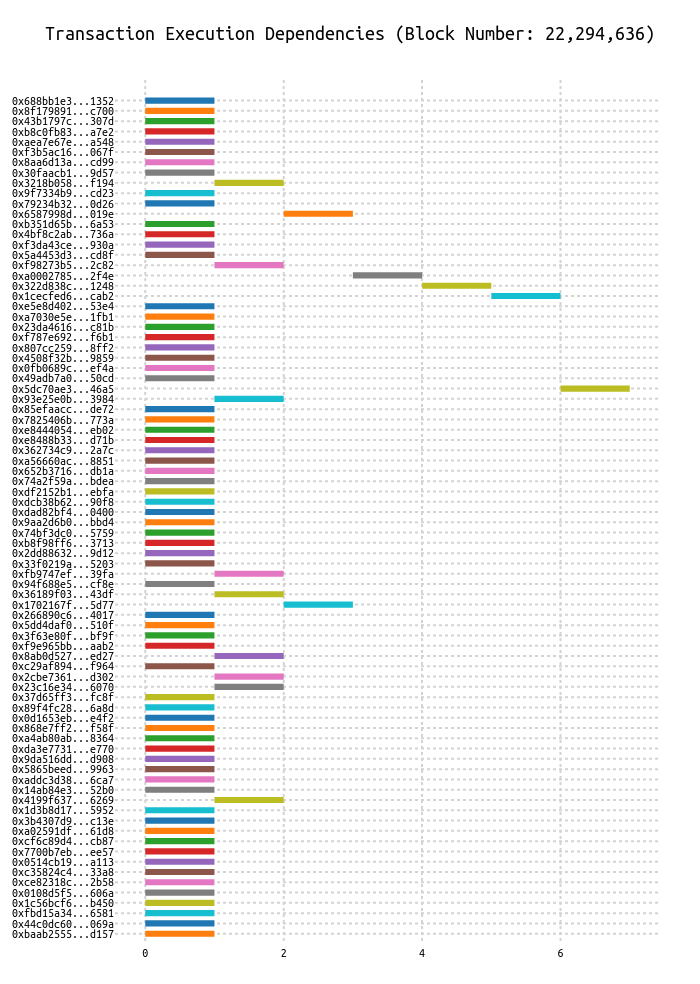 Transaction Execution Dependencies (Block Number: 22,294,636)
0x688bb1e3...1352
0x8f179891...c700
0x43b1797c...307d
0xb8c0fb83...a7e2
0xaea7e67e...a548
0xf3b5ac16...067f
0x8aa6d13a...cd99
0x30faacb1...9d57
0x3218b058...f194
0x9f7334b9...cd23
0x79234b32...0d26
0x6587998d...019e
0xb351d65b...6a53
0x4bf8c2ab...736a
0xf3da43ce...930a
0x5a4453d3...cd8f
0xf98273b5...2c82
0xa0002785...2f4e
0x322d838c...1248
0x1cecfed6...cab2
0xe5e8d402...53e4
0xa7030e5e...1fb1
0x23da4616...c81b
0xf787e692...f6b1
0x807cc259...8ff2
0x4508f32b...9859
0x0fb0689c...ef4a
0x49adb7a0...50cd
0x5dc70ae3...46a5
0x93e25e0b...3984
0x85efaacc...de72
0x7825406b...773a
0xe8444054...eb02
0xe8488b33...d71b
0x362734c9...2a7c
0xa56660ac...8851
0x652b3716...db1a
0x74a2f59a...bdea
0xdf2152b1...ebfa
0xdcb38b62...90f8
0xdad82bf4...0400
0x9aa2d6b0...bbd4
0x74bf3dc0...5759
0xb8f98ff6...3713
0x2dd88632...9d12
0x33f0219a...5203
0xfb9747ef...39fa
0x94f688e5...cf8e
0x36189f03...43df
0x1702167f...5d77
0x266890c6...4017
0x5dd4daf0...510f
0x3f63e80f...bf9f
0xf9e965bb...aab2
0x8ab0d527...ed27
0xc29af894...f964
0x2cbe7361...d302
0x23c16e34...6070
0x37d65ff3...fc8f
0x89f4fc28...6a8d
0x0d1653eb...e4f2
0x868e7ff2...f58f
0xa4ab80ab...8364
0xda3e7731...e770
0x9da516dd...d908
0x5865beed...9963
0xaddc3d38...6ca7
0x14ab84e3...52b0
0x4199f637...6269
0x1d3b8d17...5952
0x3b4307d9...c13e
0xa02591df...61d8
0xcf6c89d4...cb87
0x7700b7eb...ee57
0x0514cb19...a113
0xc35824c4...33a8
0xce82318c...2b58
0x0108d5f5...606a
0x1c56bcf6...b450
0xfbd15a34...6581
0x44c0dc60...069a
0xbaab2555...d157
0 2 4 6